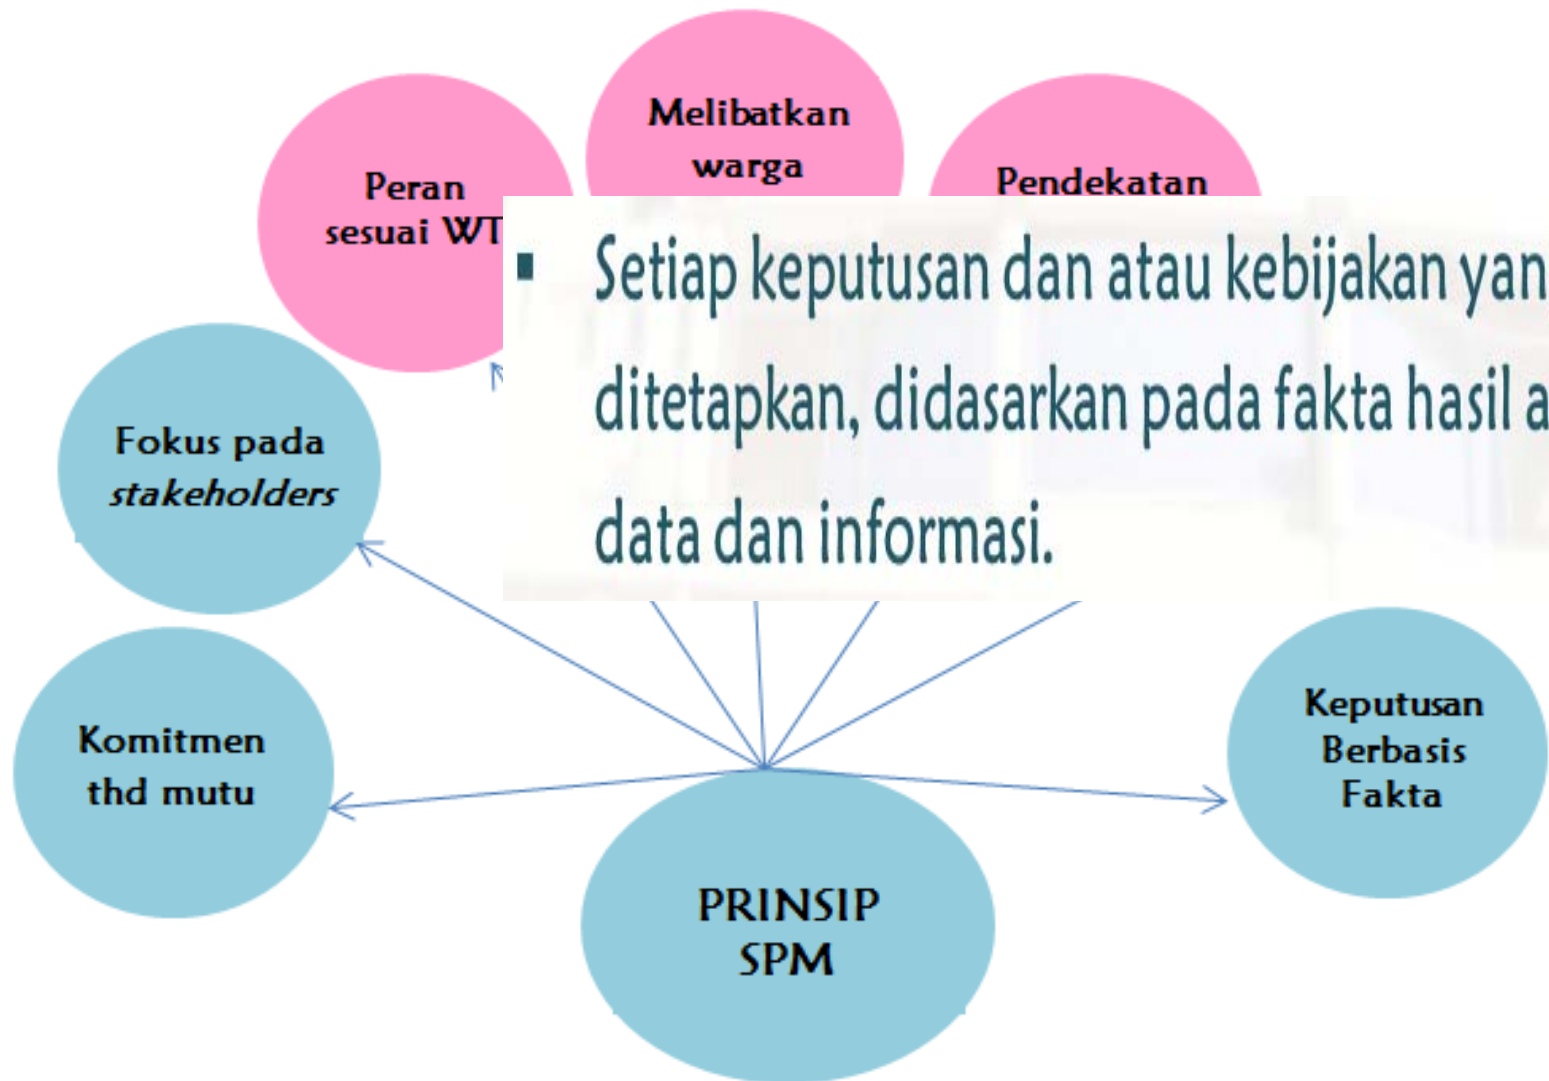 Melibatkan
warga
Peran
sesuai WT
Pendekatan
▪ Setiap keputusan dan atau kebijakan yan
ditetapkan, didasarkan pada fakta hasil a
data dan informasi.
Fokus pada
stakeholders
Komitmen
thd mutu
Keputusan
Berbasis
Fakta
PRINSIP
SPM